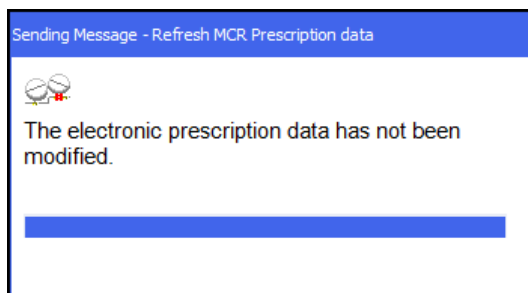 Sending Message - Refresh MCR Prescription data
The electronic prescription data has not been
modified.